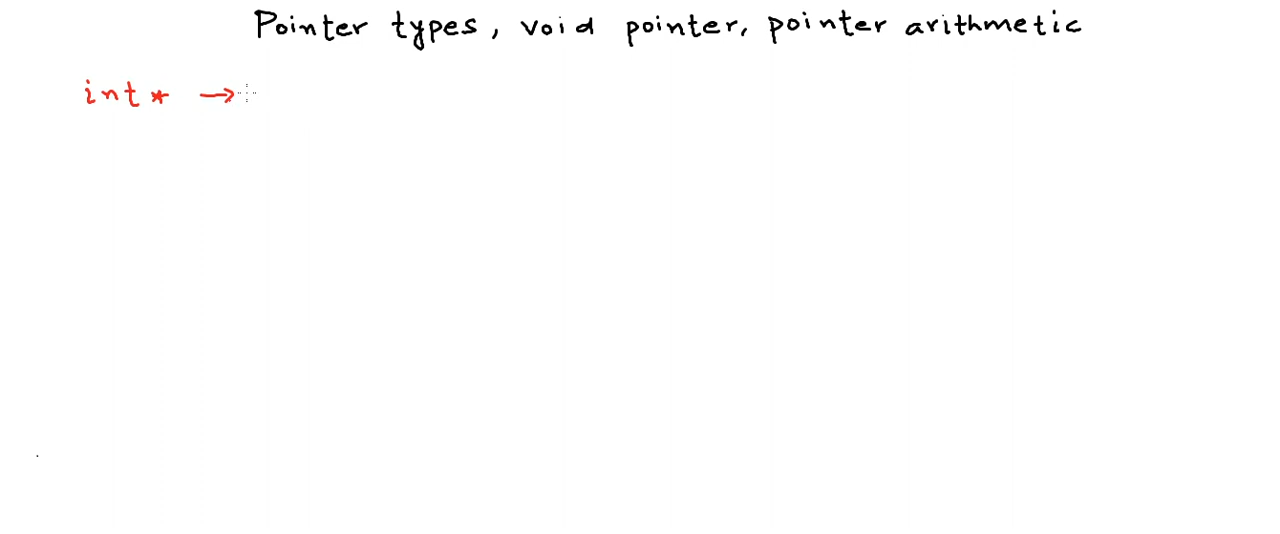 Pointer types, void pointer, pointer arithmetic
int* →